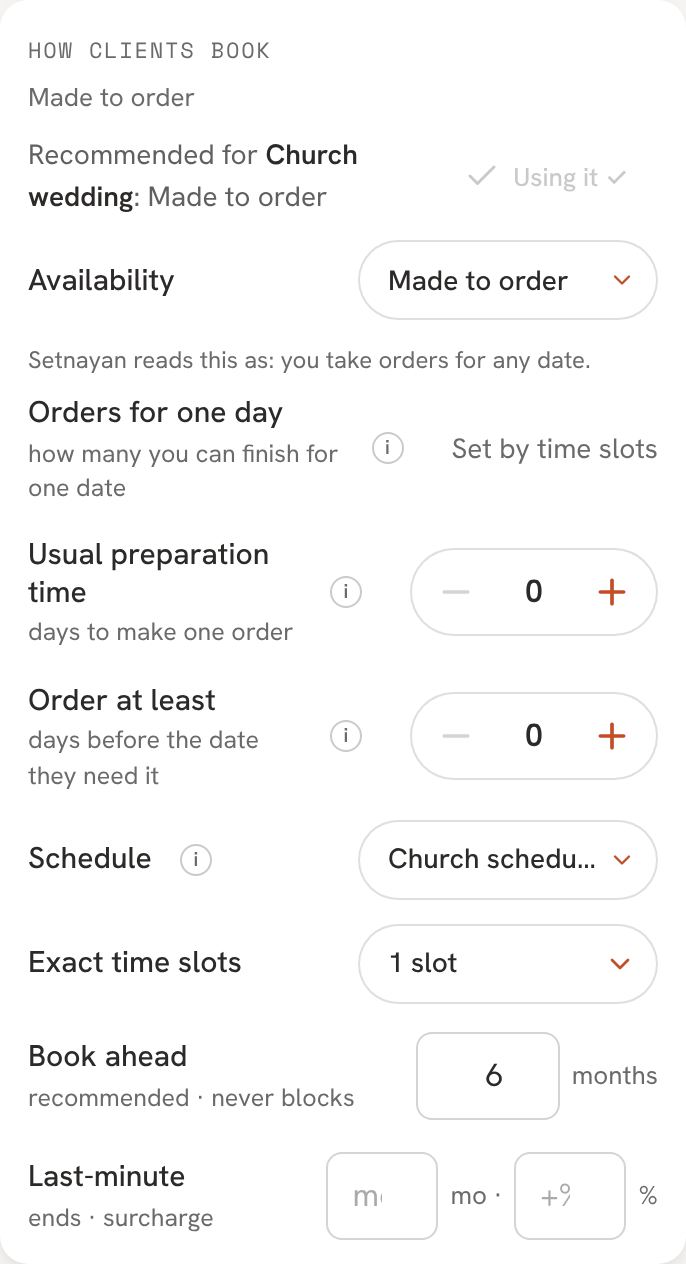 HOW CLIENTS BOOK
Made to order
Recommended for Church
wedding: Made to order
Using it ✓
Availability
Made to order
Setnayan reads this as: you take orders for any date.
Orders for one day
how many you can finish for
one date
i
Set by time slots
Usual preparation
time
days to make one order
i
0
Order at least
days before the date
they need it
i
0
Schedule
i
Church schedu...
Exact time slots
1 slot
Book ahead
recommended · never blocks
6
months
Last-minute
ends · surcharge
mo ·
%